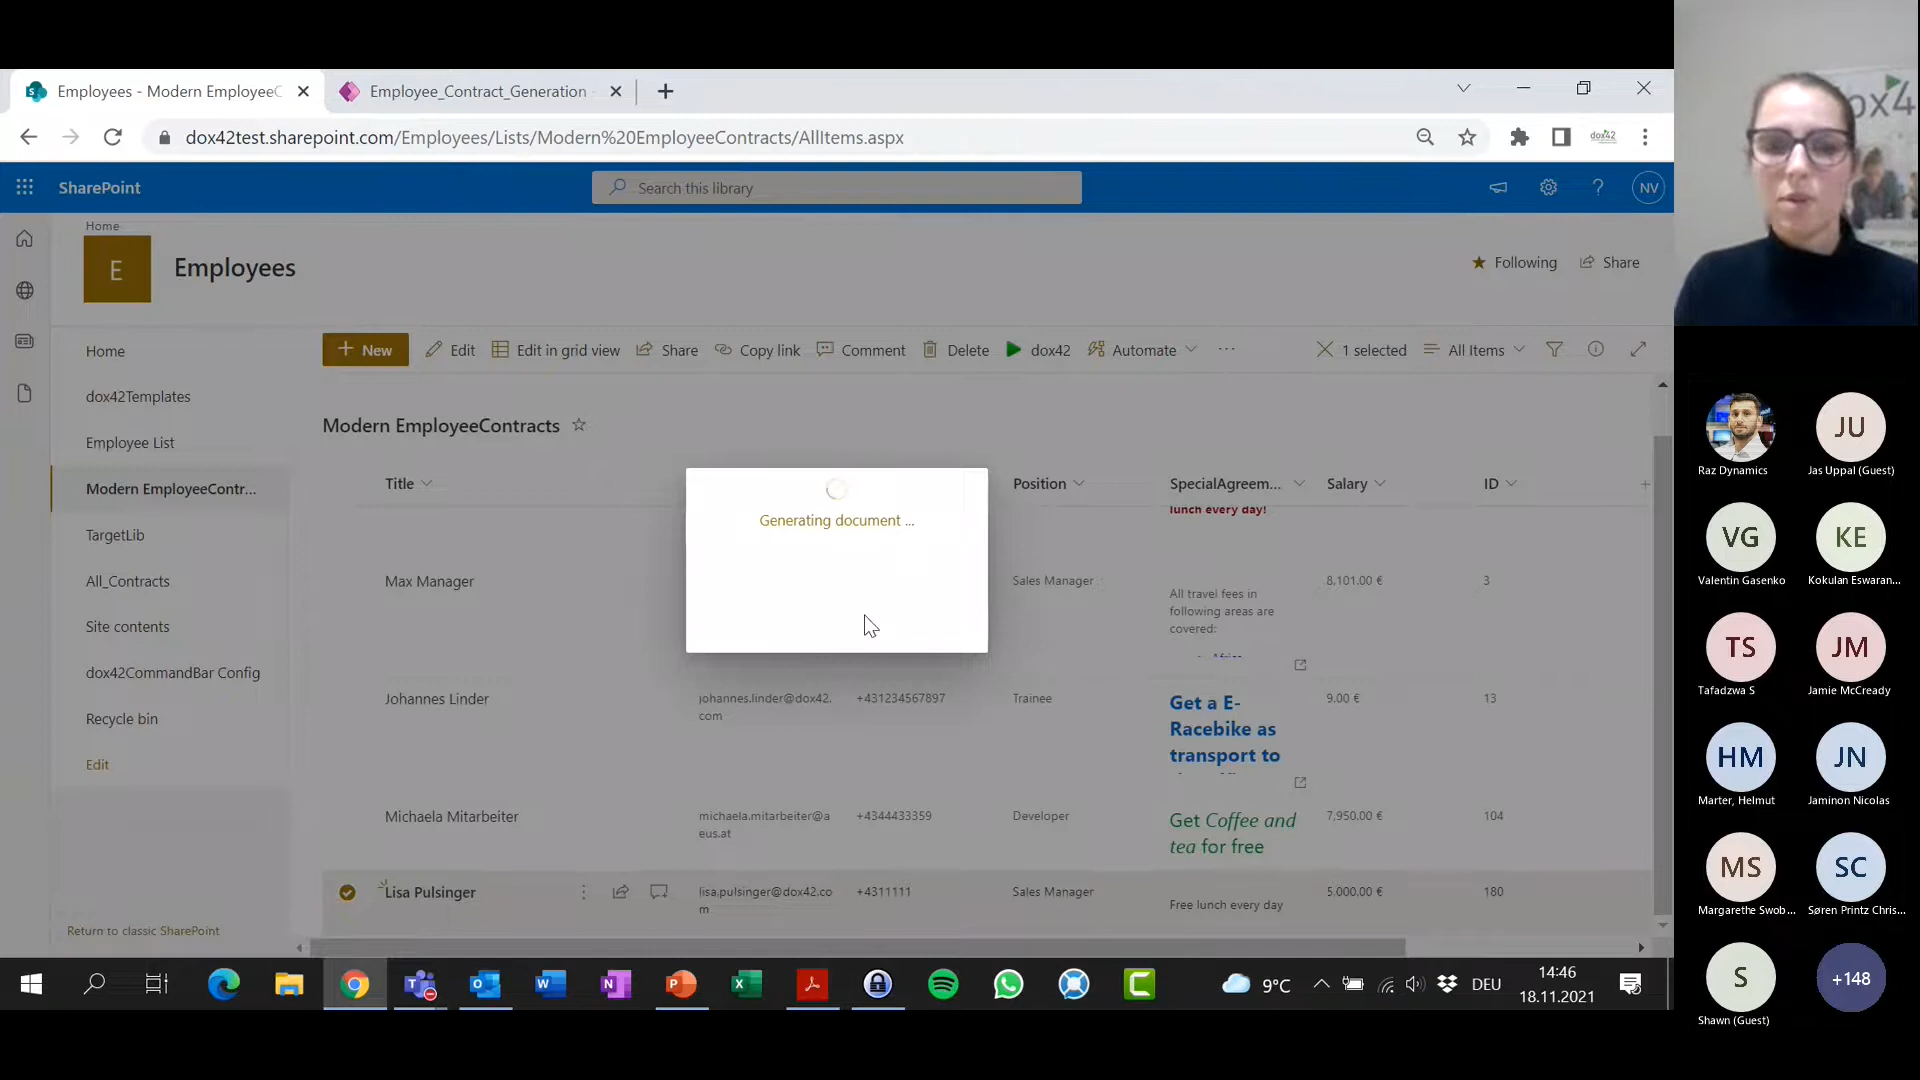 Employees - Modern EmployeeC
Employee_Contract_Generation -
dox42test.sharepoint.com/Employees/Lists/Modern%20EmployeeContracts/AllItems.aspx
dox42
SharePoint
Search this library
NV
Home
E
Employees
Following
Share
Home
dox42Templates
Employee List
Modern EmployeeContr...
TargetLib
All_Contracts
Site contents
dox42CommandBar Config
Recycle bin
Edit
Return to classic SharePoint
New
Edit
Edit in grid view
Share
Copy link
Comment
Delete
dox42
Automate
1 selected
All Items
Modern EmployeeContracts
Title
Position
SpecialAgreem...
Salary
ID
lunch every day!
Max Manager
Sales Manager
All travel fees in
following areas are
covered:
8,101.00 €
3
Johannes Linder
johannes.linder@dox42.
com
+431234567897
Trainee
Get a E-
Racebike as
transport to
9.00 €
13
Michaela Mitarbeiter
michaela.mitarbeiter@a
eus.at
+4344433359
Developer
Get Coffee and
tea for free
7,950.00 €
104
Lisa Pulsinger
lisa.pulsinger@dox42.co
m
+4311111
Sales Manager
Free lunch every day
5,000.00 €
180
Generating document ...
9°C
DEU
14:46
18.11.2021
ox4
Raz Dynamics
JU
Jas Uppal (Guest)
VG
Valentin Gasenko
KE
Kokulan Eswaran...
TS
Tafadzwa S
JM
Jamie McCready
HM
Marter, Helmut
JN
Jaminon Nicolas
MS
Margarethe Swob...
SC
Søren Printz Chris...
S
Shawn (Guest)
+148